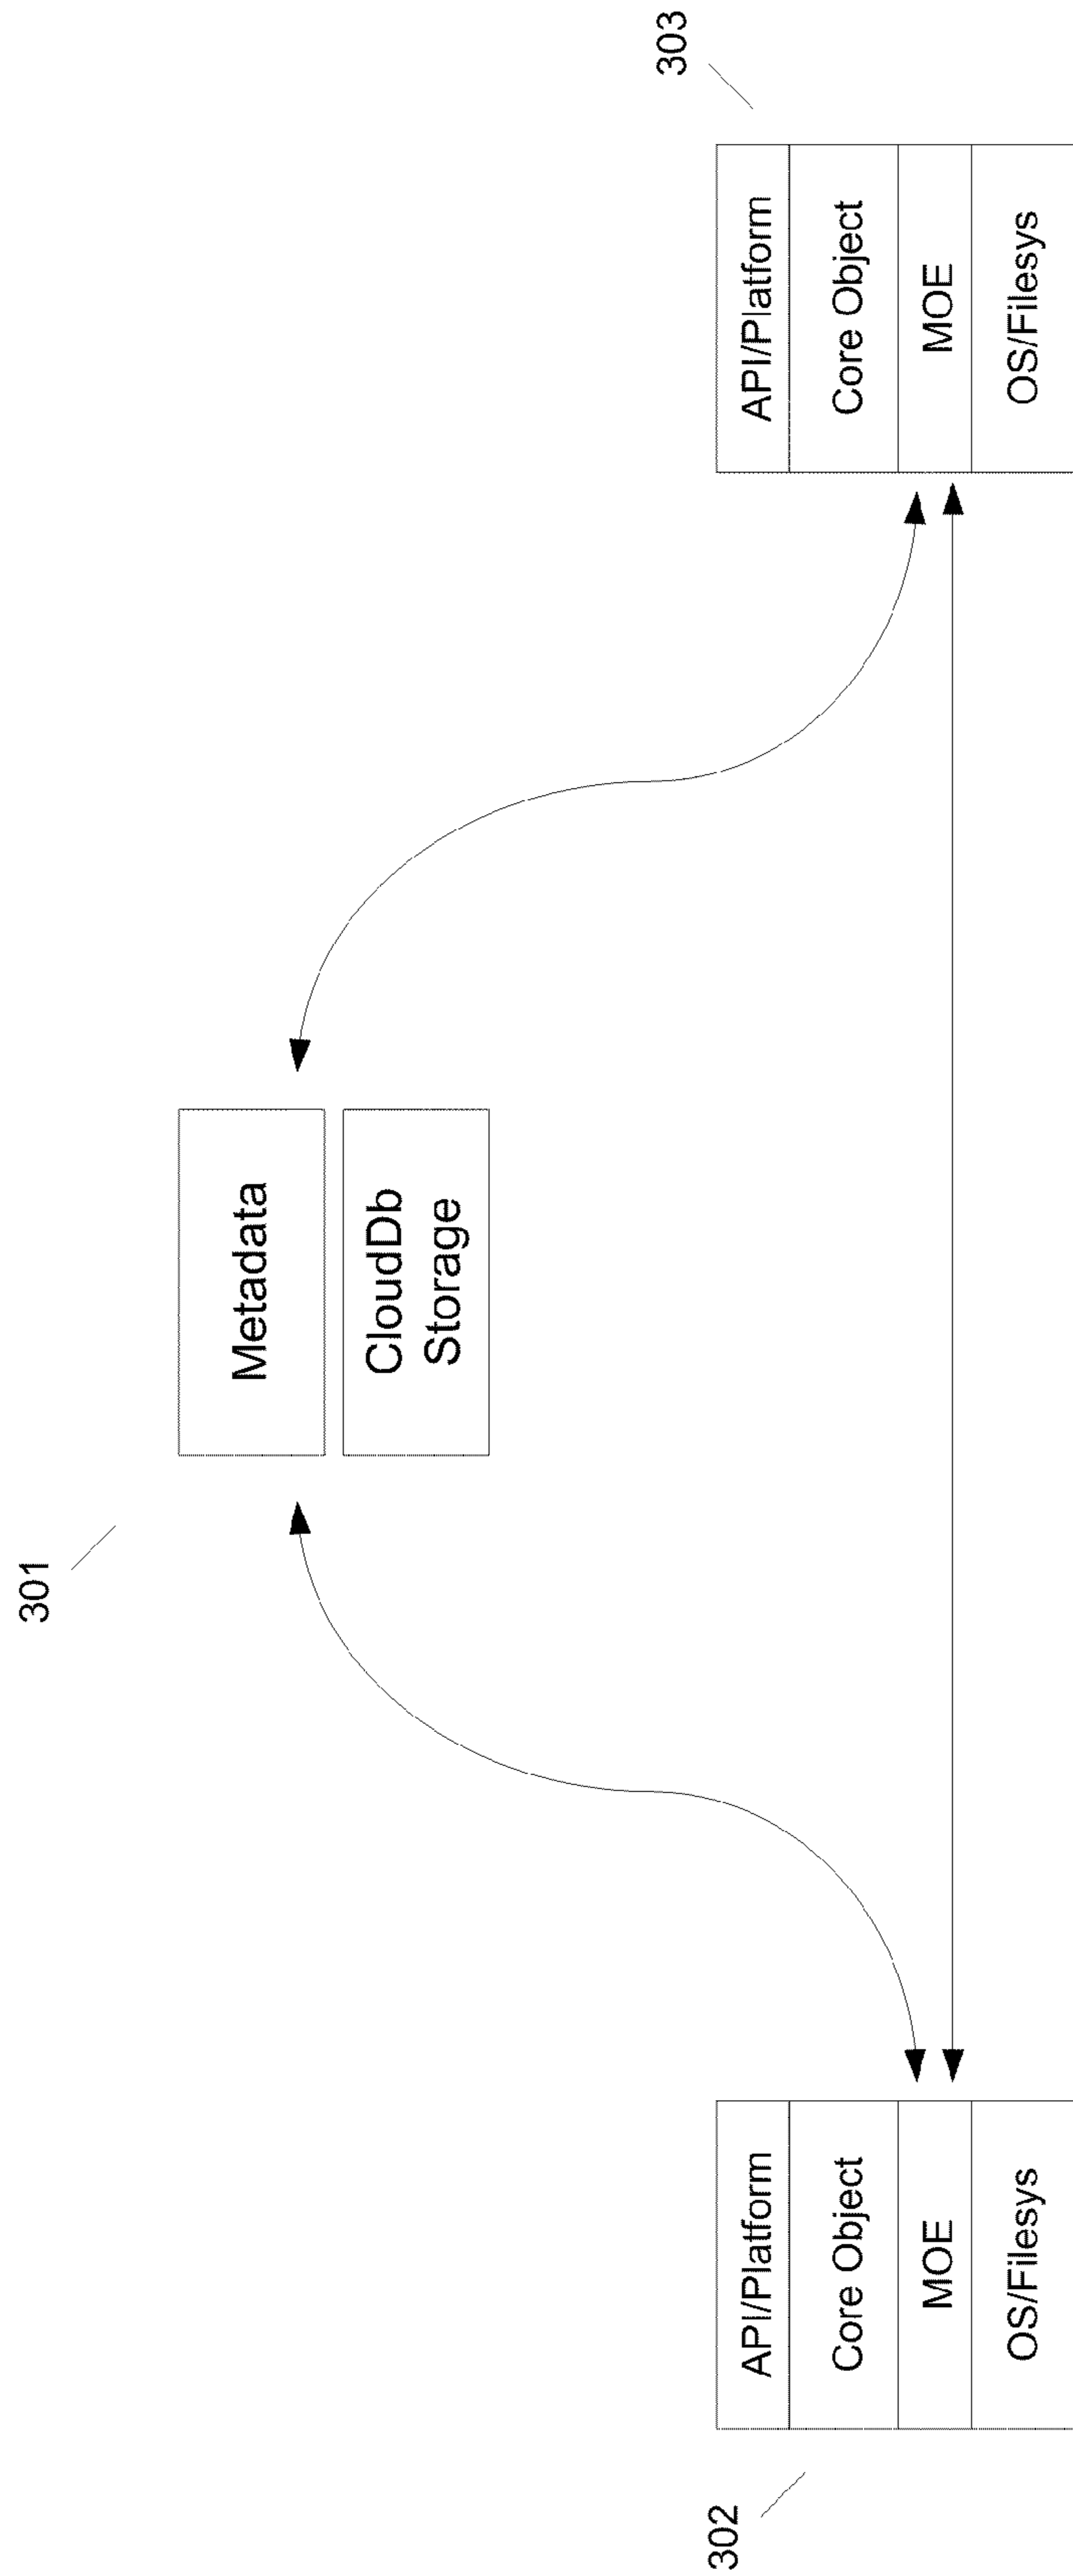 301
Metadata
CloudDb
Storage
302
API/Platform
Core Object
MOE
OS/Filesys
303
API/Platform
Core Object
MOE
OS/Filesys